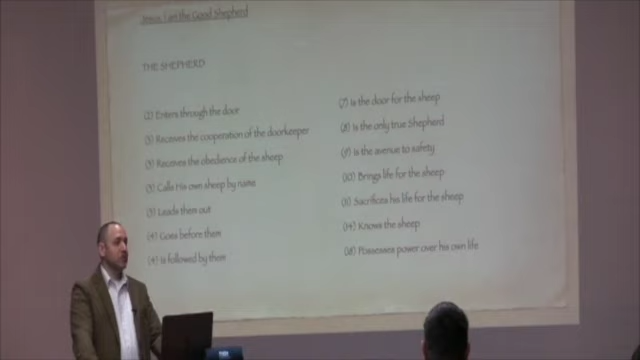 Jesus: I am the Good Shepherd
THE SHEPHERD
(2) Enters through the door
(3) Receives the cooperation of the doorkeeper
(3) Receives the obedience of the sheep
(3) Calls His own sheep by name
(3) Leads them out
(4) Goes before them
(4) Is followed by them
(7) Is the door for the sheep
(8) Is the only true Shepherd
(9) Is the avenue to safety
(10) Brings life for the sheep
(11) Sacrifices his life for the sheep
(14) Knows the sheep
(18) Possesses power over his own life